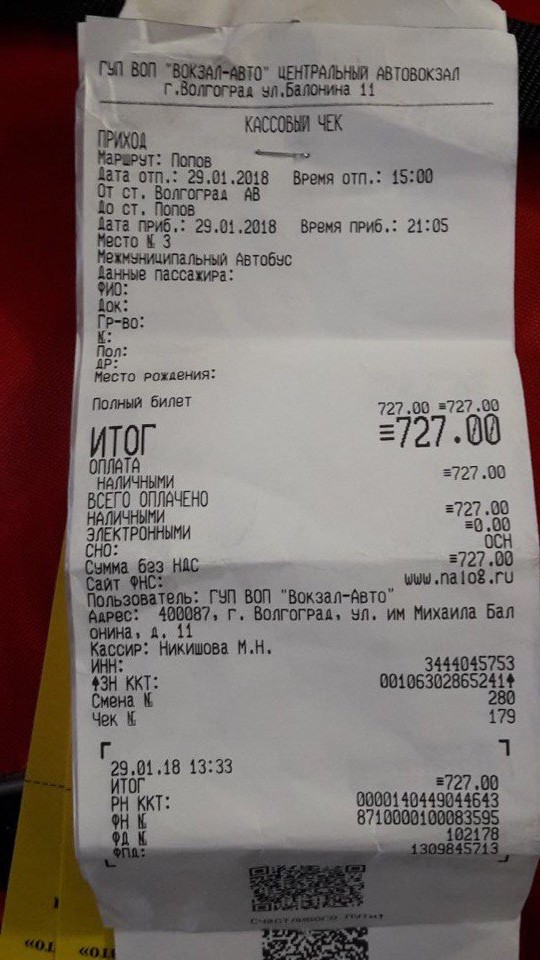 ГУП ВОП "ВОКЗАЛ-АВТО" ЦЕНТРАЛЬНЫЙ АВТОВОКЗАЛ
г.Волгоград ул.Балонина 11
КАССОВЫЙ ЧЕК
ПРИХОД
Маршрут: Попов
Дата отп.: 29.01.2018 Время отп.: 15:00
От ст. Волгоград АВ
До ст. Попов
Дата приб.: 29.01.2018 Время приб.: 21:05
Место № 3
Межмуниципальный Автобус
Данные пассажира:
ФИО:
Док:
Гр-во:
№:
Пол:
ДР:
Место рождения:
Полный билет
727.00 ≡727.00
ИТОГ ≡727.00
ОПЛАТА
НАЛИЧНЫМИ ≡727.00
ВСЕГО ОПЛАЧЕНО
НАЛИЧНЫМИ ≡727.00
ЭЛЕКТРОННЫМИ ≡0.00
СНО: ОСН
Сумма без НДС ≡727.00
Сайт ФНС: www.nalog.ru
Пользователь: ГУП ВОП "Вокзал-Авто"
Адрес: 400087, г. Волгоград, ул. им Михаила Бал
онина, д. 11
Кассир: Никишова М.Н.
ИНН: 3444045753
ЗН ККТ: 00106302865241
Смена № 280
Чек № 179
29.01.18 13:33
ИТОГ ≡727.00
РН ККТ: 0000140449044643
ФН № 8710000100083595
ФД № 102178
ФПД: 1309845713
Счастливого пути!